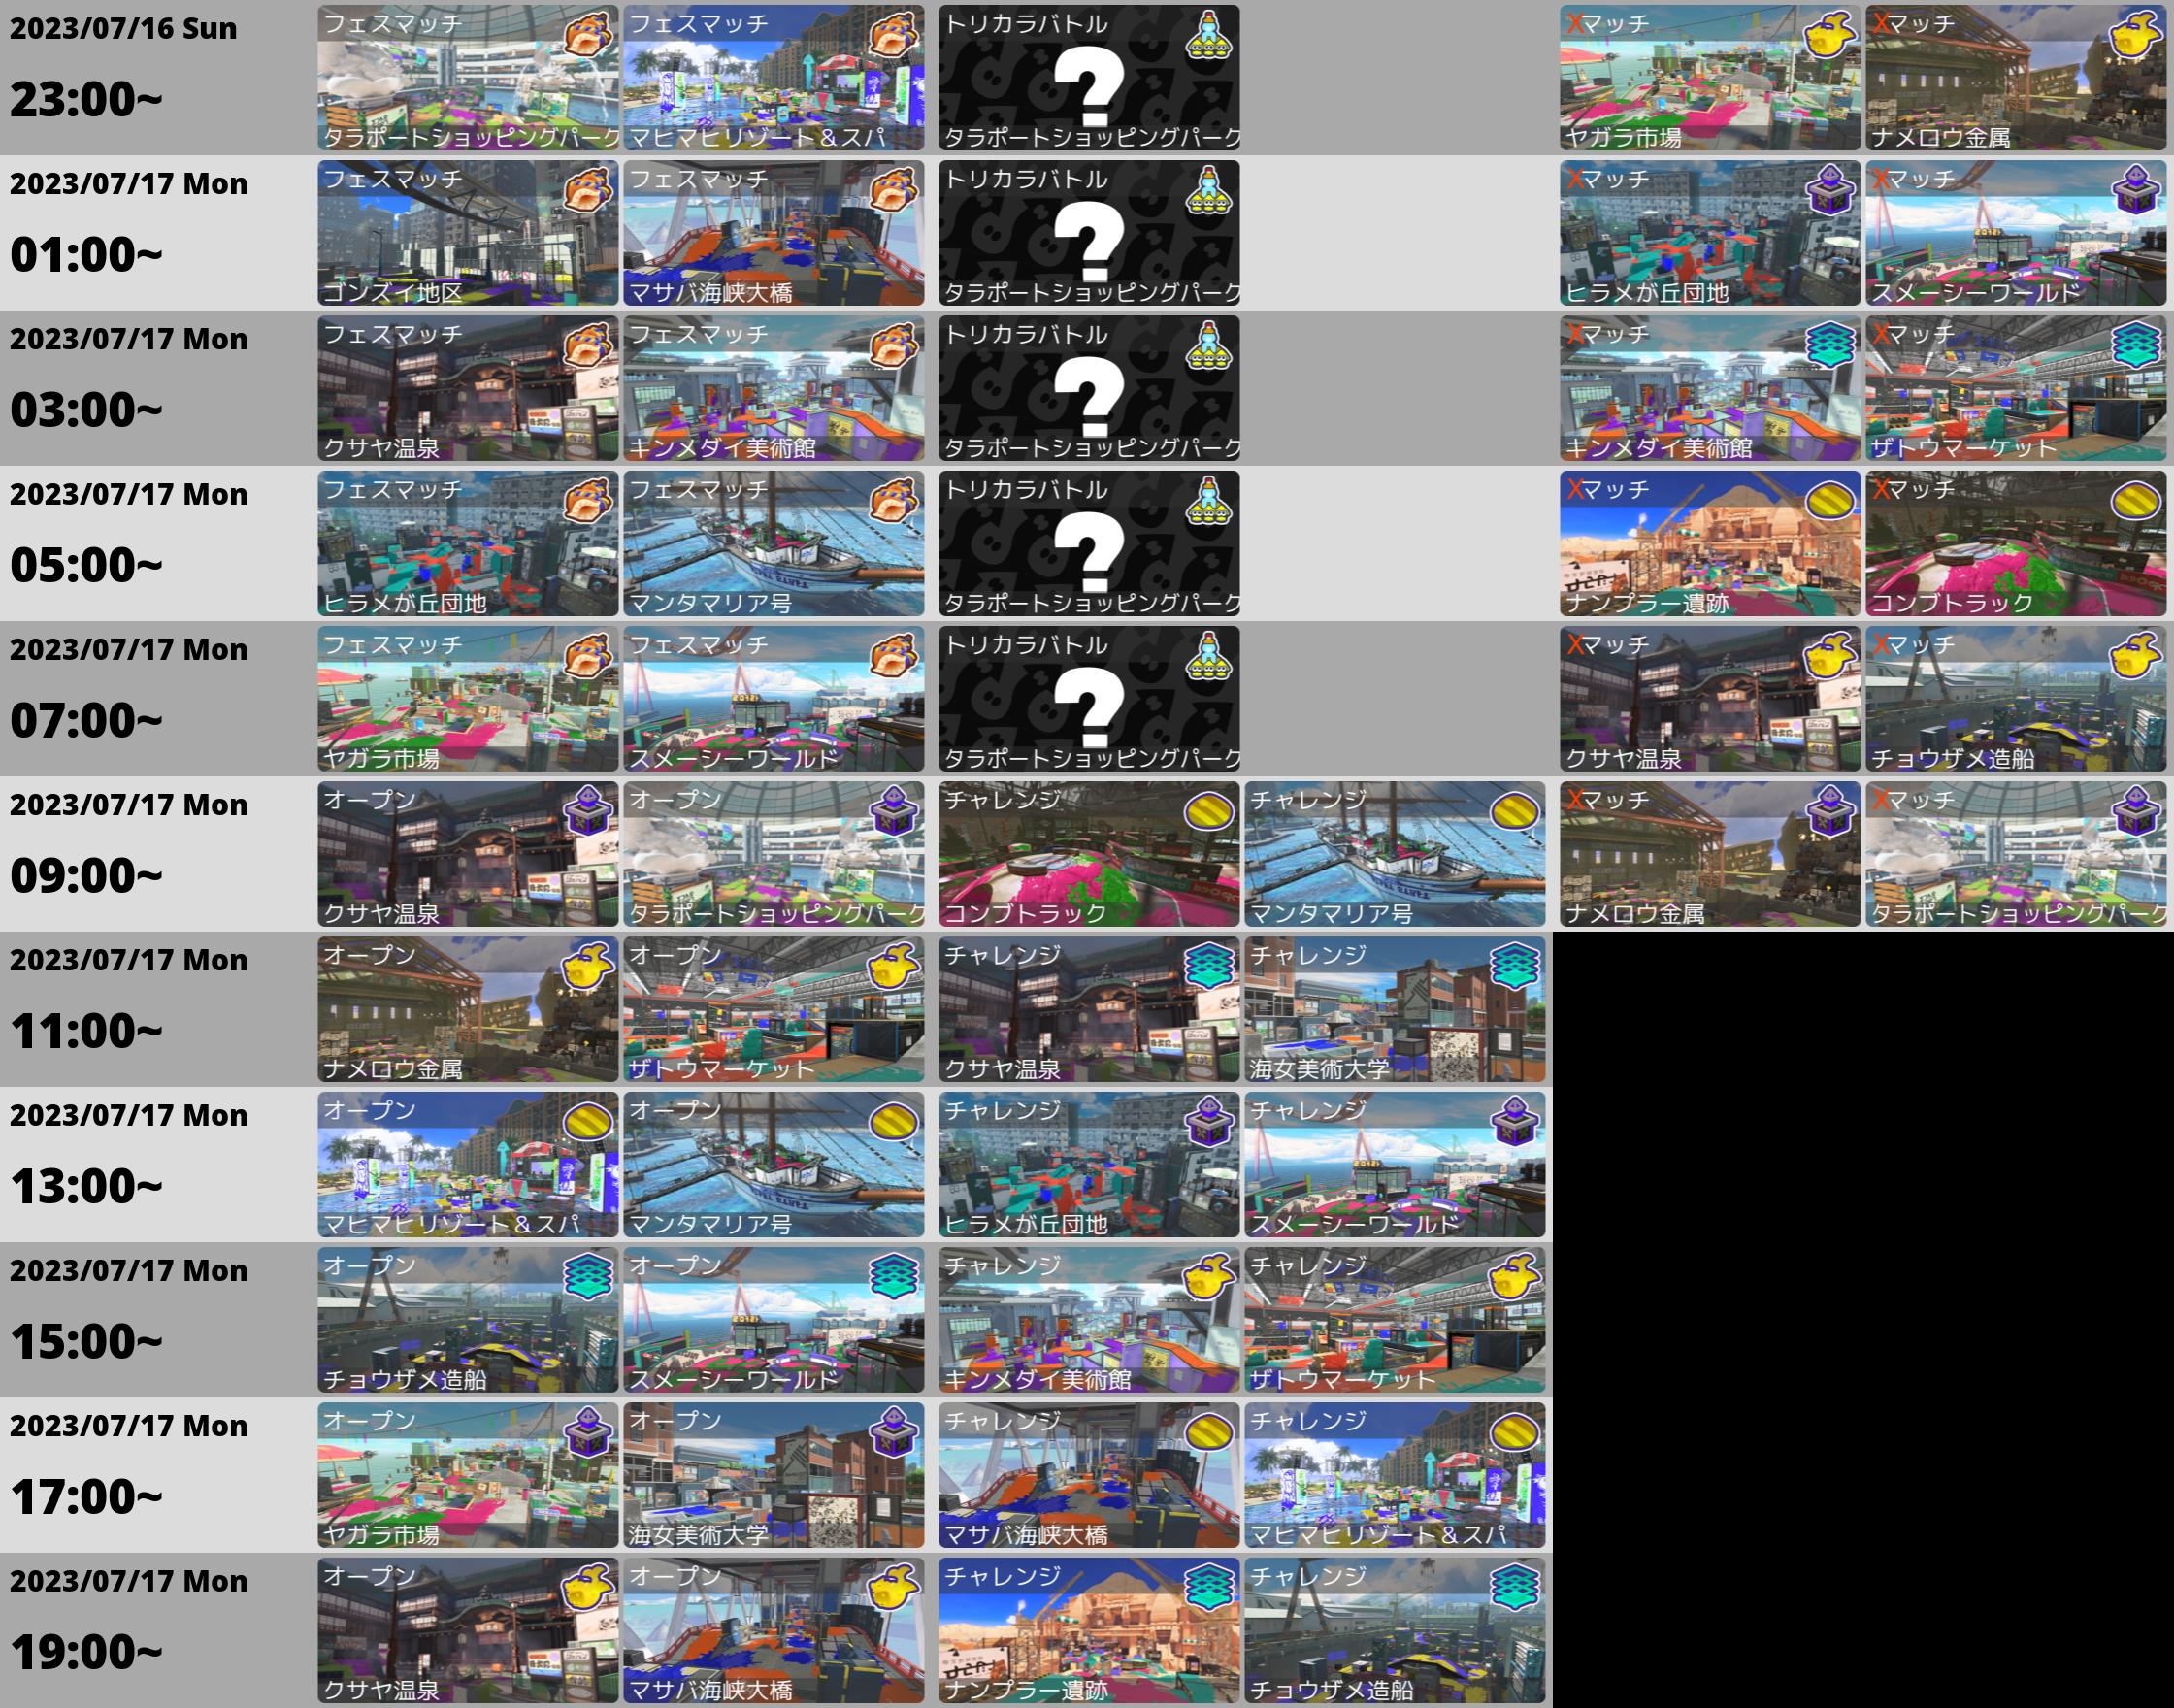 2023/07/16 Sun
23:00~
フェスマッチ
タラポートショッピングパーク
フェスマッチ
マヒマヒリゾート＆スパ
トリカラバトル
?
タラポートショッピングパーク
Xマッチ
ヤガラ市場
Xマッチ
ナメロウ金属
2023/07/17 Mon
01:00~
フェスマッチ
ゴンズイ地区
フェスマッチ
マサバ海峡大橋
トリカラバトル
?
タラポートショッピングパーク
Xマッチ
ヒラメが丘団地
Xマッチ
スメーシーワールド
2023/07/17 Mon
03:00~
フェスマッチ
クサヤ温泉
フェスマッチ
キンメダイ美術館
トリカラバトル
?
タラポートショッピングパーク
Xマッチ
キンメダイ美術館
Xマッチ
ザトウマーケット
2023/07/17 Mon
05:00~
フェスマッチ
ヒラメが丘団地
フェスマッチ
マンタマリア号
トリカラバトル
?
タラポートショッピングパーク
Xマッチ
ナンプラー遺跡
Xマッチ
コンブトラック
2023/07/17 Mon
07:00~
フェスマッチ
ヤガラ市場
フェスマッチ
スメーシーワールド
トリカラバトル
?
タラポートショッピングパーク
Xマッチ
クサヤ温泉
Xマッチ
チョウザメ造船
2023/07/17 Mon
09:00~
オープン
クサヤ温泉
オープン
タラポートショッピングパーク
チャレンジ
コンブトラック
チャレンジ
マンタマリア号
Xマッチ
ナメロウ金属
Xマッチ
タラポートショッピングパーク
2023/07/17 Mon
11:00~
オープン
ナメロウ金属
オープン
ザトウマーケット
チャレンジ
クサヤ温泉
チャレンジ
海女美術大学
2023/07/17 Mon
13:00~
オープン
マヒマヒリゾート＆スパ
オープン
マンタマリア号
チャレンジ
ヒラメが丘団地
チャレンジ
スメーシーワールド
2023/07/17 Mon
15:00~
オープン
チョウザメ造船
オープン
スメーシーワールド
チャレンジ
キンメダイ美術館
チャレンジ
ザトウマーケット
2023/07/17 Mon
17:00~
オープン
ヤガラ市場
オープン
海女美術大学
チャレンジ
マサバ海峡大橋
チャレンジ
マヒマヒリゾート＆スパ
2023/07/17 Mon
19:00~
オープン
クサヤ温泉
オープン
マサバ海峡大橋
チャレンジ
ナンプラー遺跡
チャレンジ
チョウザメ造船